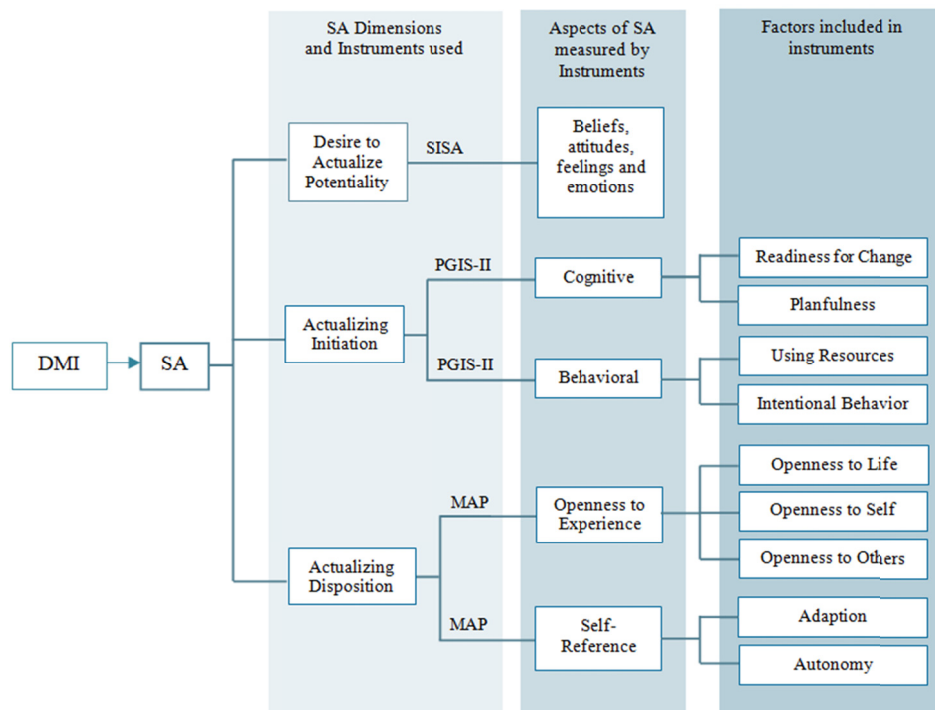 SA Dimensions
and Instruments used
Aspects of SA
measured by
Instruments
Factors included in
instruments
Desire to
Actualize
Potentiality
SISA
Beliefs,
attitudes,
feelings and
emotions
DMI
SA
Actualizing
Initiation
PGIS-II
Cognitive
Readiness for Change
Planfulness
PGIS-II
Behavioral
Using Resources
Intentional Behavior
Actualizing
Disposition
MAP
Openness to
Experience
Openness to Life
Openness to Self
Openness to Others
MAP
Self-
Reference
Adaption
Autonomy